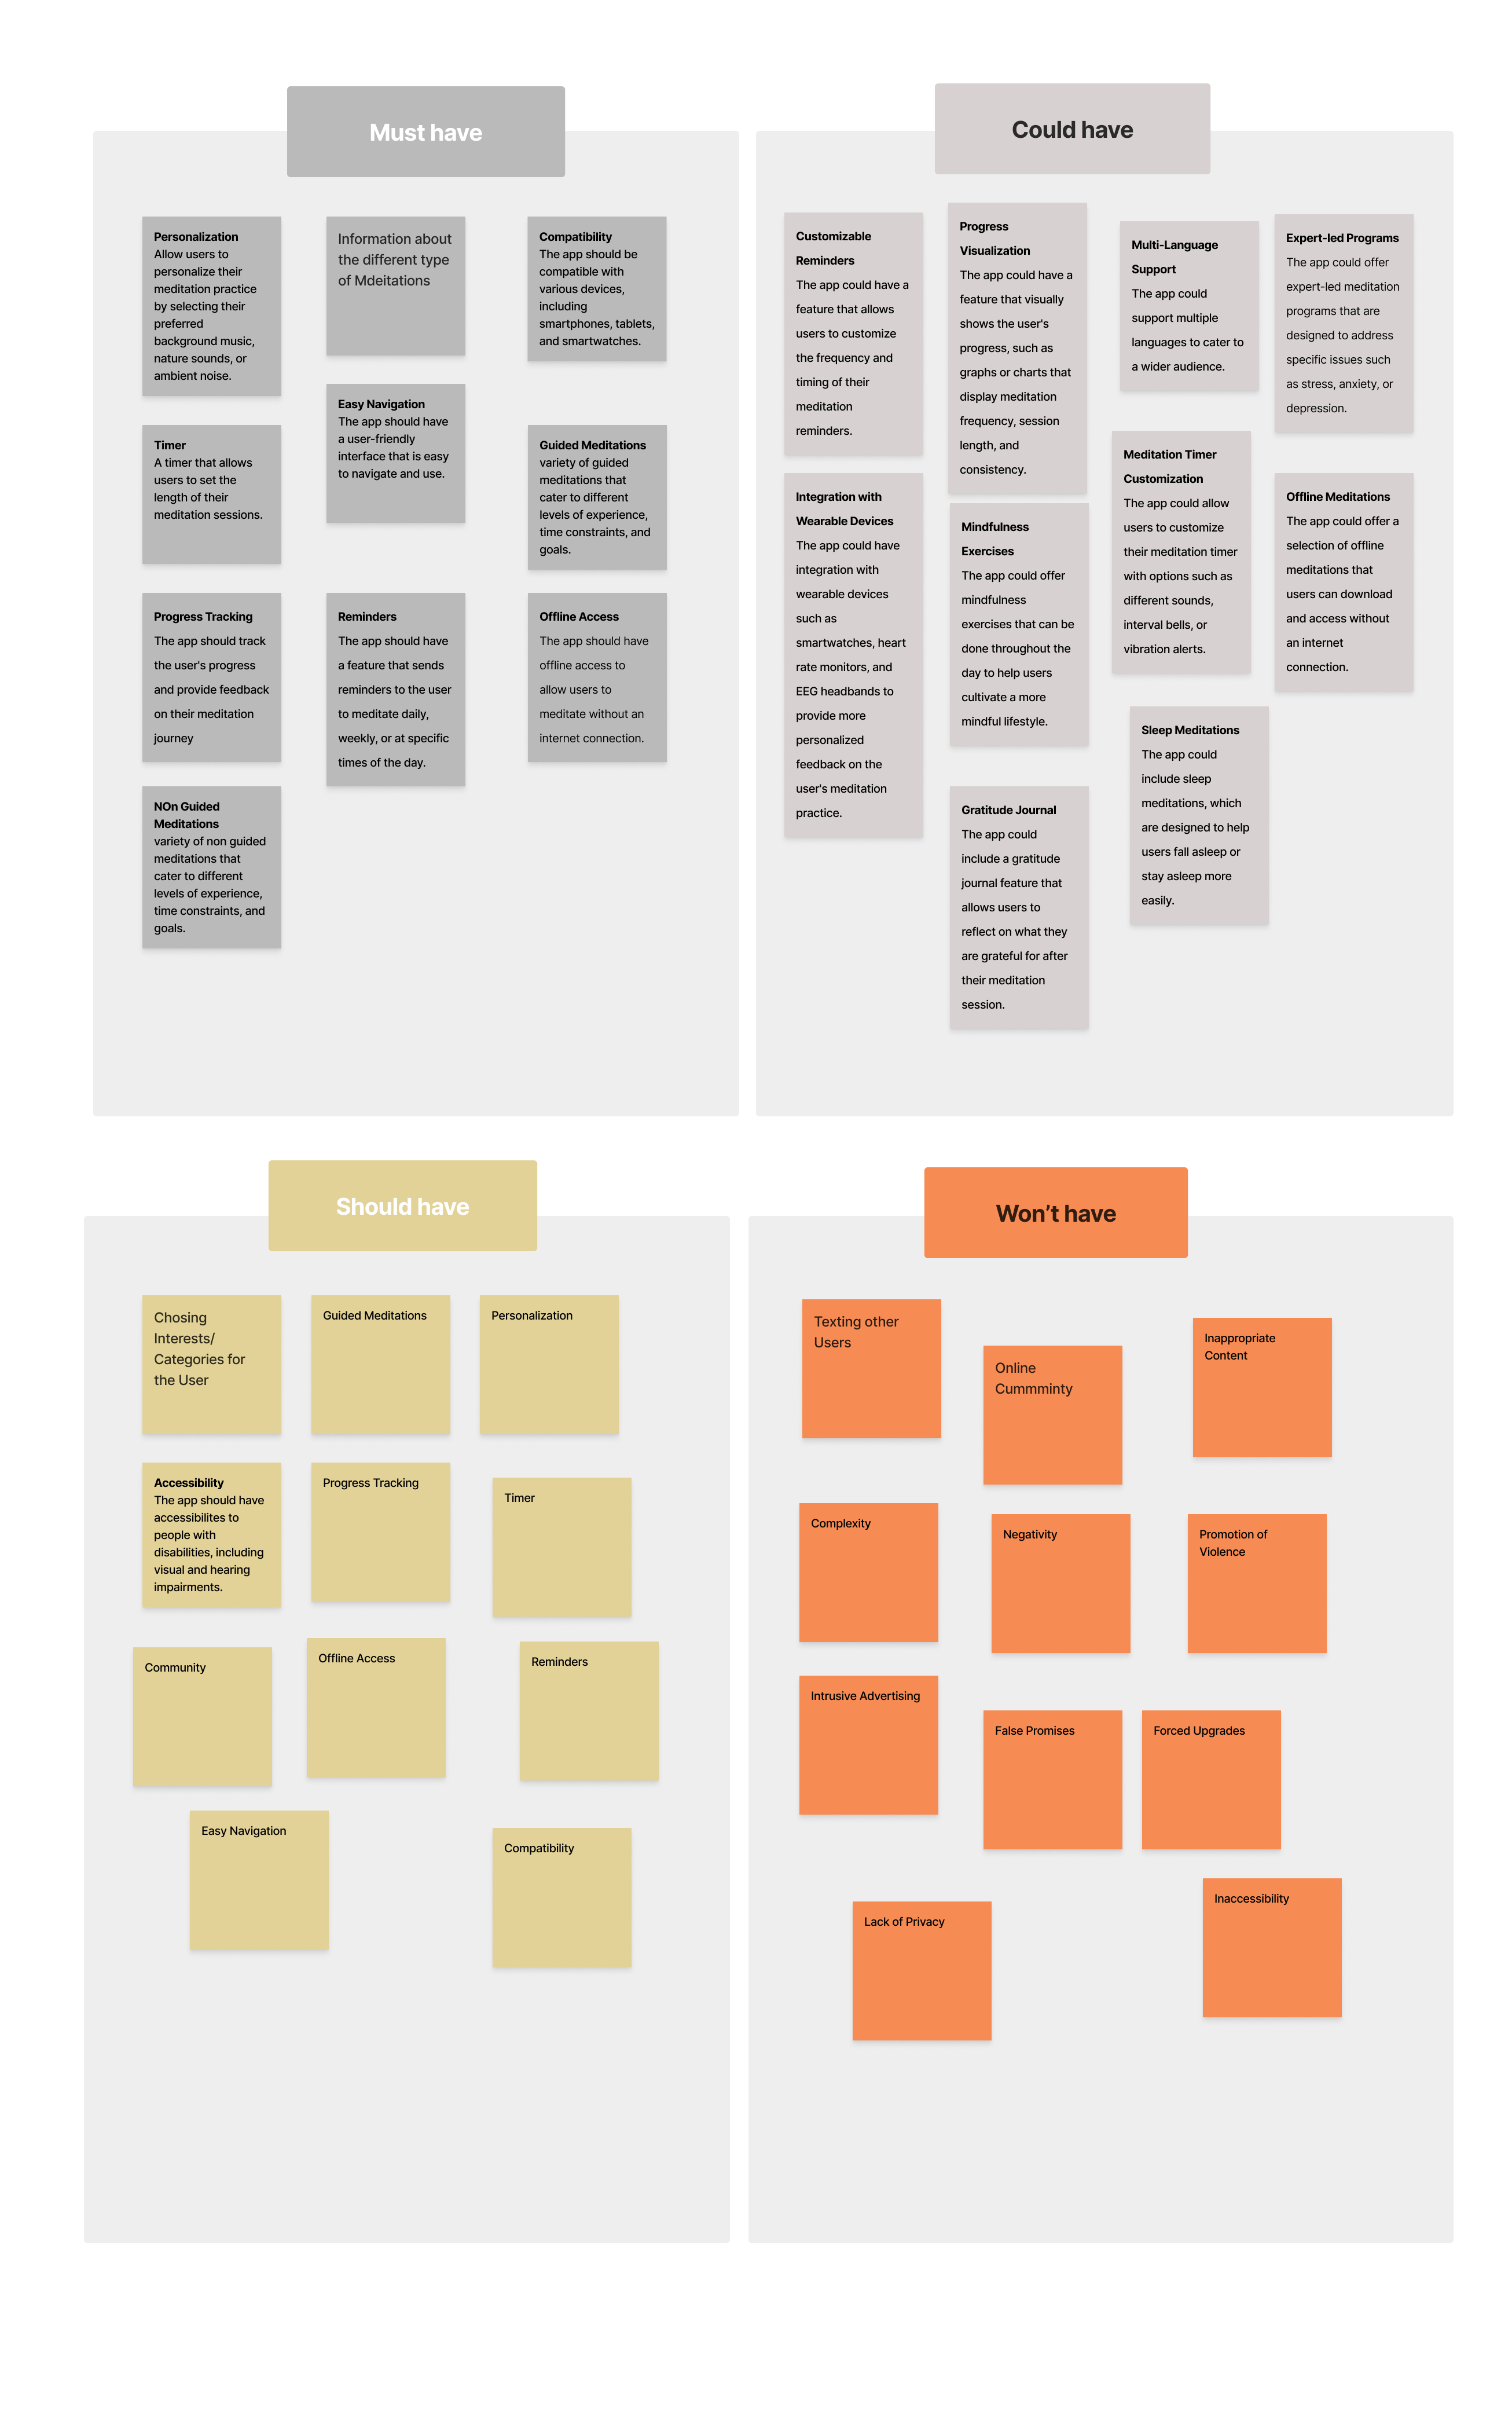 Must have
Personalization
Allow users to
personalize their
meditation practice
by selecting their
preferred
background music,
nature sounds, or
ambient noise.
Information about
the different type
of Mdeitations
Compatibility
The app should be
compatible with
various devices,
including
smartphones, tablets,
and smartwatches.
Timer
A timer that allows
users to set the
length of their
meditation sessions.
Easy Navigation
The app should have
a user-friendly
interface that is easy
to navigate and use.
Guided Meditations
variety of guided
meditations that
cater to different
levels of experience,
time constraints, and
goals.
Progress Tracking
The app should track
the user's progress
and provide feedback
on their meditation
journey
Reminders
The app should have
a feature that sends
reminders to the user
to meditate daily,
weekly, or at specific
times of the day.
Offline Access
The app should have
offline access to
allow users to
meditate without an
internet connection.
NOn Guided
Meditations
variety of non guided
meditations that
cater to different
levels of experience,
time constraints, and
goals.
Could have
Customizable
Reminders
The app could have a
feature that allows
users to customize
the frequency and
timing of their
meditation
reminders.
Progress
Visualization
The app could have a
feature that visually
shows the user's
progress, such as
graphs or charts that
display meditation
frequency, session
length, and
consistency.
Multi-Language
Support
The app could
support multiple
languages to cater to
a wider audience.
Expert-led Programs
The app could offer
expert-led meditation
programs that are
designed to address
specific issues such
as stress, anxiety, or
depression.
Integration with
Wearable Devices
The app could have
integration with
wearable devices
such as
smartwatches, heart
rate monitors, and
EEG headbands to
provide more
personalized
feedback on the
user's meditation
practice.
Mindfulness
Exercises
The app could offer
mindfulness
exercises that can be
done throughout the
day to help users
cultivate a more
mindful lifestyle.
Meditation Timer
Customization
The app could allow
users to customize
their meditation timer
with options such as
different sounds,
interval bells, or
vibration alerts.
Offline Meditations
The app could offer a
selection of offline
meditations that
users can download
and access without
an internet
connection.
Sleep Meditations
The app could
include sleep
meditations, which
are designed to help
users fall asleep or
stay asleep more
easily.
Gratitude Journal
The app could
include a gratitude
journal feature that
allows users to
reflect on what they
are grateful for after
their meditation
session.
Should have
Chosing
Interests/
Categories for
the User
Guided Meditations
Personalization
Accessibility
The app should have
accessibilites to
people with
disabilities, including
visual and hearing
impairments.
Progress Tracking
Timer
Community
Offline Access
Reminders
Easy Navigation
Compatibility
Won’t have
Texting other
Users
Online
Cummminty
Inappropriate
Content
Complexity
Negativity
Promotion of
Violence
Intrusive Advertising
False Promises
Forced Upgrades
Lack of Privacy
Inaccessibility